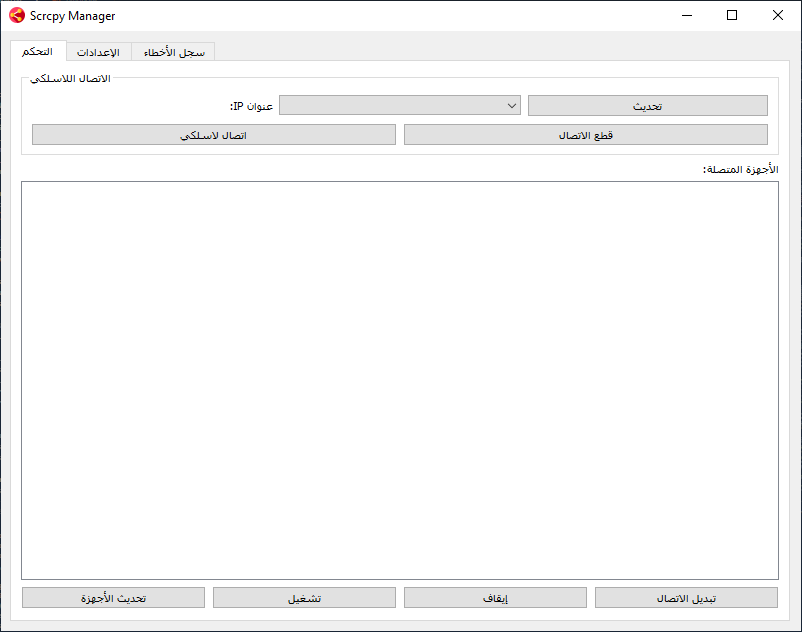 Scrcpy Manager
التحكم
الإعدادات
سجل الأخطاء
الاتصال اللاسلكي
عنوان IP:
تحديث
اتصال لاسلكي
قطع الاتصال
الأجهزة المتصلة:
تحديث الأجهزة
تشغيل
إيقاف
تبديل الاتصال